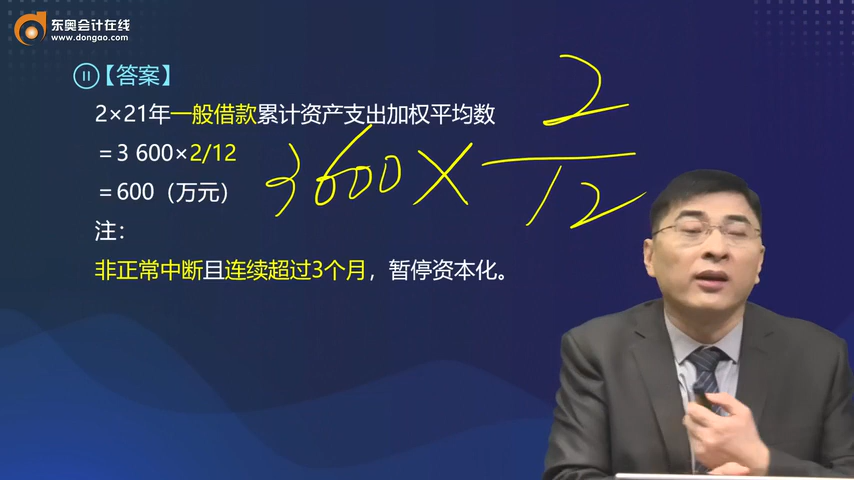 东奥会计在线
www.dongao.com
⑪【答案】
2×21年一般借款累计资产支出加权平均数
＝3 600×2/12
＝600（万元）
注：
非正常中断且连续超过3个月，暂停资本化。
3600×2/12